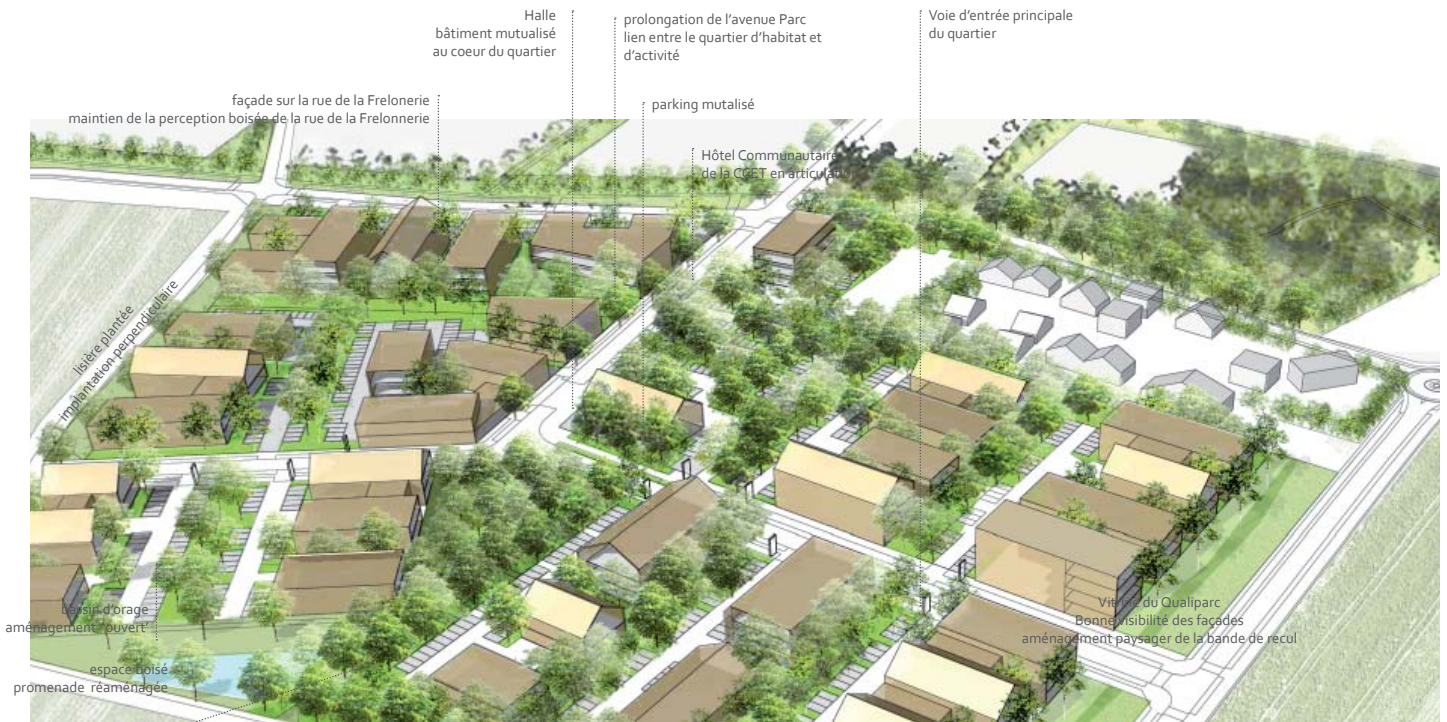 Halle
bâtiment mutualisé
au coeur du quartier
prolongation de l'avenue Parc
lien entre le quartier d'habitat et
d'activité
Voie d'entrée principale
du quartier
façade sur la rue de la Frelonerie
maintien de la perception boisée de la rue de la Frelonnerie
parking mutalisé
Hôtel Communautaire
de la CCET en articulation
lisière plantée
implantation perpendiculaire
bassin d'orage
aménagement 'ouvert'
espace boisé
promenade réaménagée
Vitrine du Qualiparc
Bonne visibilité des façades
aménagement paysager de la bande de recul